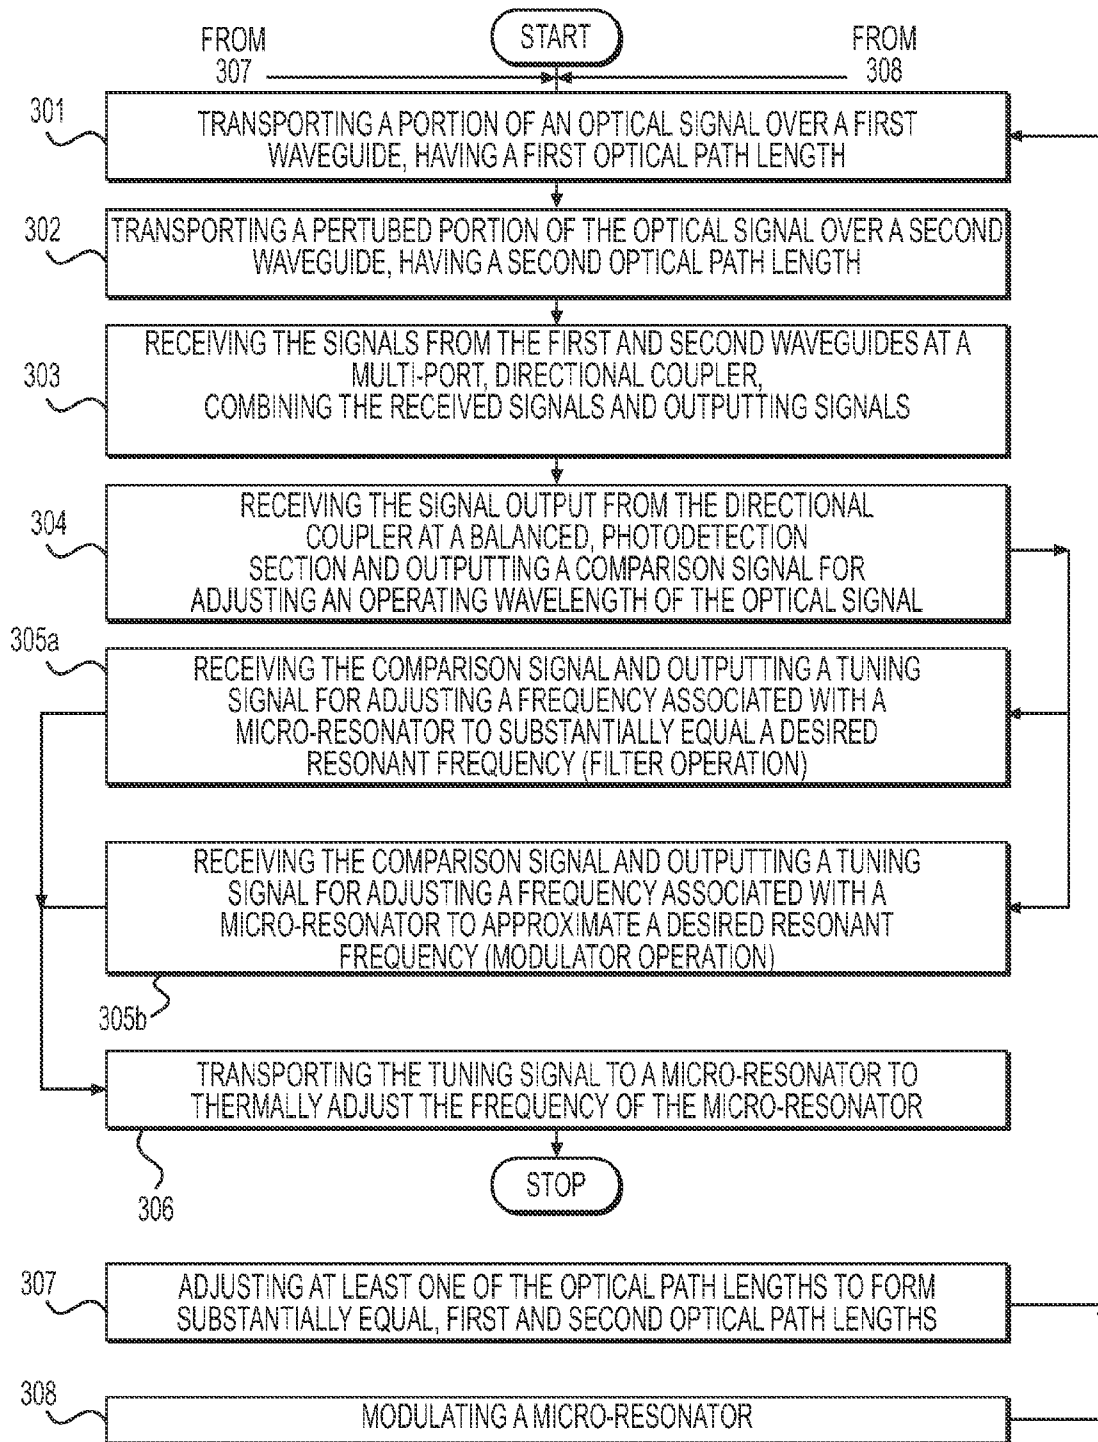 START
FROM
307
FROM
308
301
TRANSPORTING A PORTION OF AN OPTICAL SIGNAL OVER A FIRST
WAVEGUIDE, HAVING A FIRST OPTICAL PATH LENGTH
302
TRANSPORTING A PERTUBED PORTION OF THE OPTICAL SIGNAL OVER A SECOND
WAVEGUIDE, HAVING A SECOND OPTICAL PATH LENGTH
303
RECEIVING THE SIGNALS FROM THE FIRST AND SECOND WAVEGUIDES AT A
MULTI-PORT, DIRECTIONAL COUPLER,
COMBINING THE RECEIVED SIGNALS AND OUTPUTTING SIGNALS
304
RECEIVING THE SIGNAL OUTPUT FROM THE DIRECTIONAL
COUPLER AT A BALANCED, PHOTODETECTION
SECTION AND OUTPUTTING A COMPARISON SIGNAL FOR
ADJUSTING AN OPERATING WAVELENGTH OF THE OPTICAL SIGNAL
305a
RECEIVING THE COMPARISON SIGNAL AND OUTPUTTING A TUNING
SIGNAL FOR ADJUSTING A FREQUENCY ASSOCIATED WITH A
MICRO-RESONATOR TO SUBSTANTIALLY EQUAL A DESIRED
RESONANT FREQUENCY (FILTER OPERATION)
RECEIVING THE COMPARISON SIGNAL AND OUTPUTTING A TUNING
SIGNAL FOR ADJUSTING A FREQUENCY ASSOCIATED WITH A
MICRO-RESONATOR TO APPROXIMATE A DESIRED RESONANT
FREQUENCY (MODULATOR OPERATION)
305b
TRANSPORTING THE TUNING SIGNAL TO A MICRO-RESONATOR TO
THERMALLY ADJUST THE FREQUENCY OF THE MICRO-RESONATOR
306
STOP
307
ADJUSTING AT LEAST ONE OF THE OPTICAL PATH LENGTHS TO FORM
SUBSTANTIALLY EQUAL, FIRST AND SECOND OPTICAL PATH LENGTHS
308
MODULATING A MICRO-RESONATOR